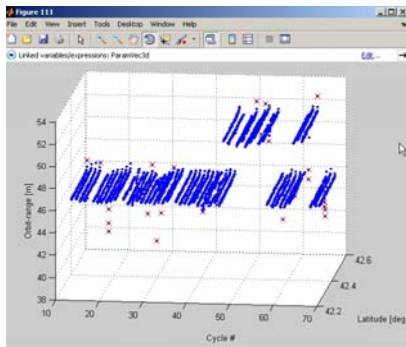 Figure 111
File Edit View Insert Tools Desktop Window Help
Linked variables/expressions: ParamVec3d Edit...
54
52
50
48
46
44
42
40
38
Orbit-range [m]
10 20 30 40 50 60 70
Cycle #
42.2
42.4
42.6
Latitude [deg